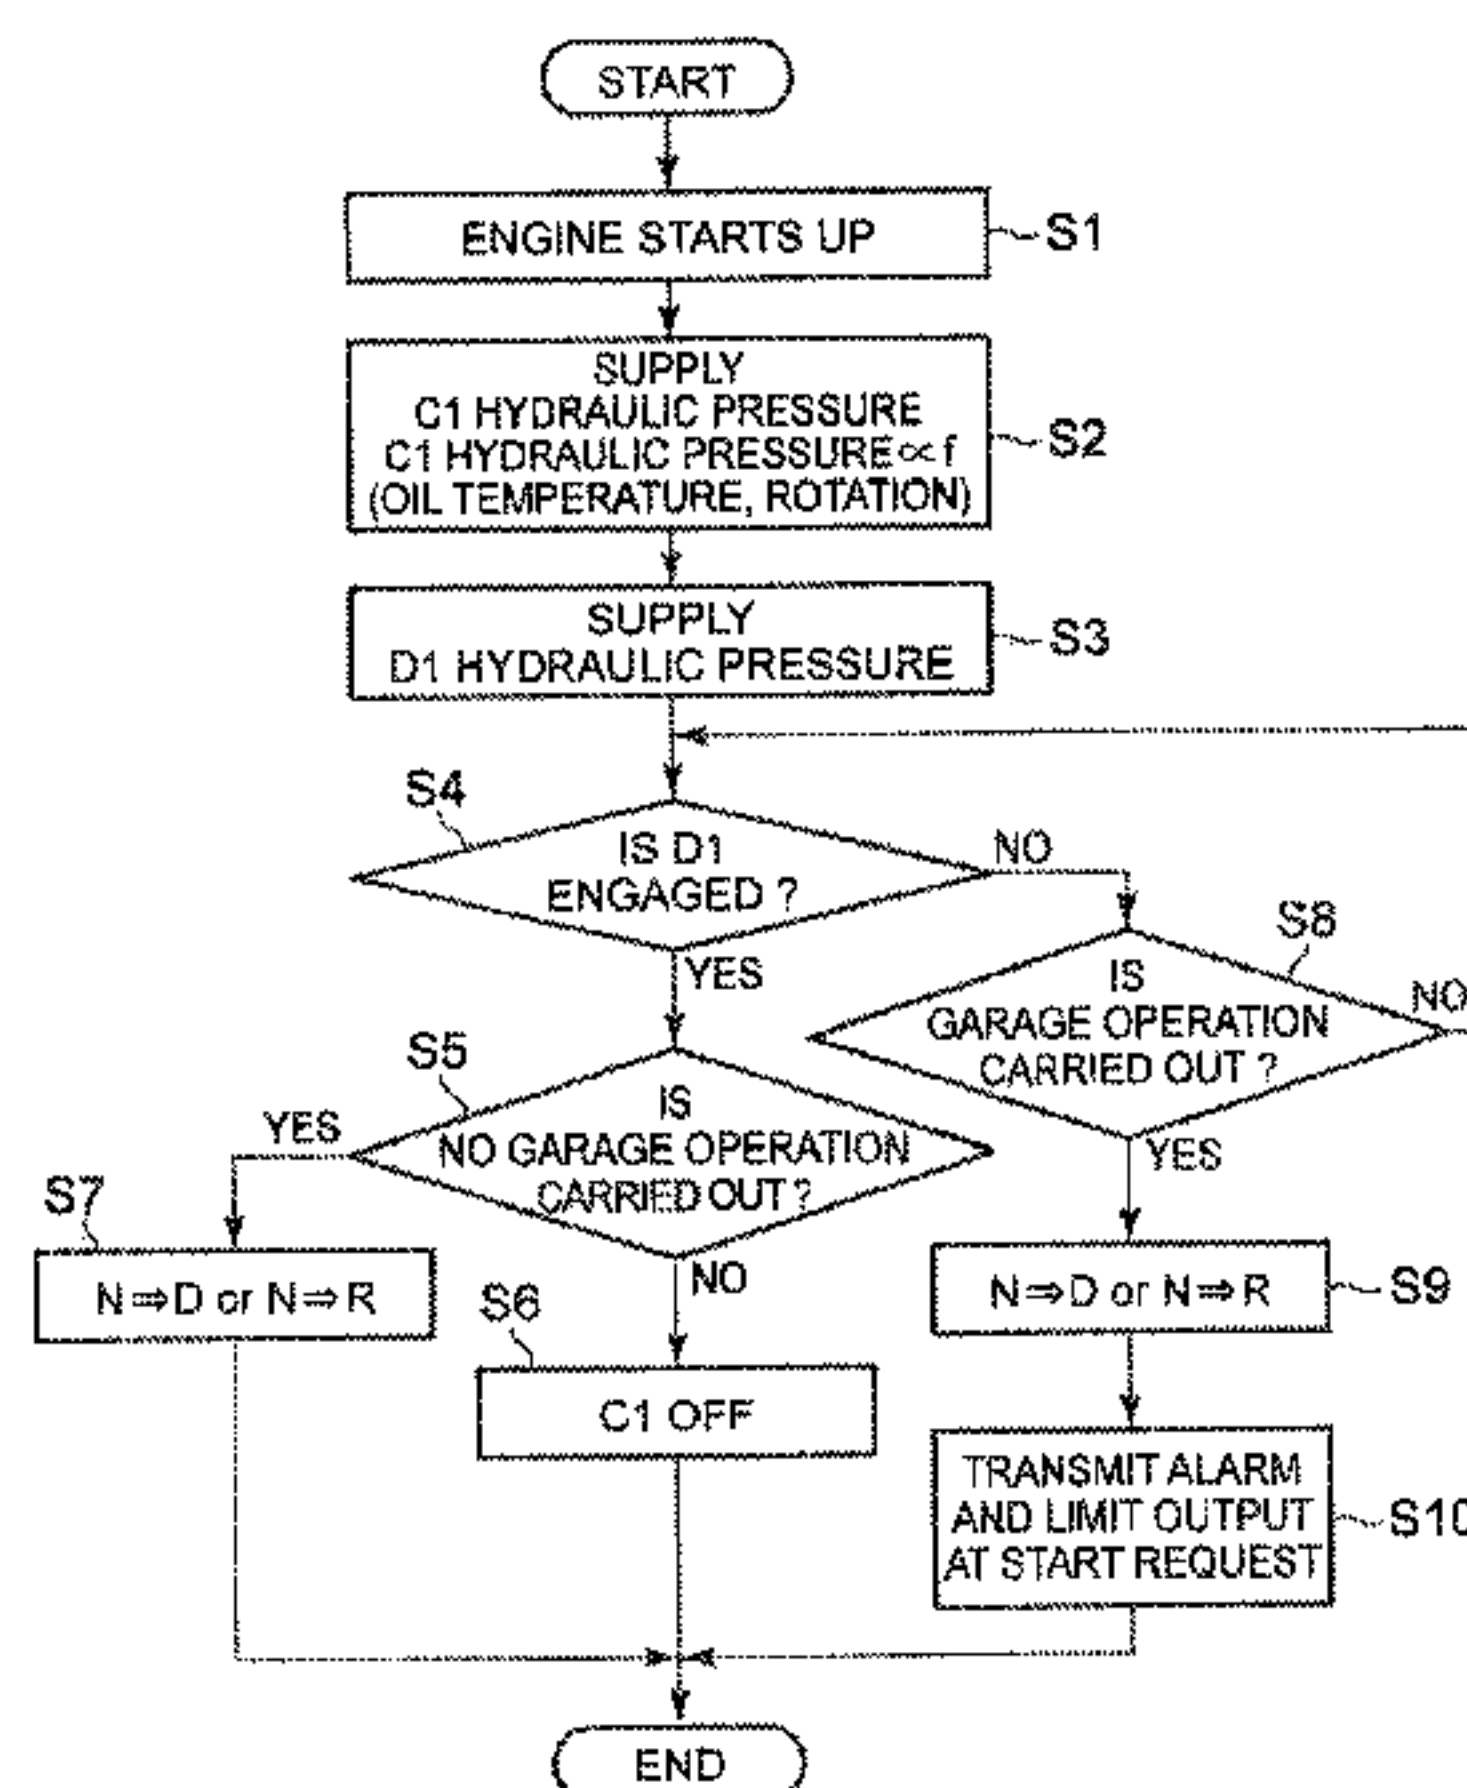 START
ENGINE STARTS UP
S1
SUPPLY
C1 HYDRAULIC PRESSURE
C1 HYDRAULIC PRESSURE∝f
(OIL TEMPERATURE, ROTATION)
S2
SUPPLY
D1 HYDRAULIC PRESSURE
S3
S4
IS D1
ENGAGED ?
NO
YES
S8
IS
GARAGE OPERATION
CARRIED OUT ?
NO
YES
S5
IS
NO GARAGE OPERATION
CARRIED OUT ?
YES
NO
S7
N⇒D or N⇒R
S6
C1 OFF
N⇒D or N⇒R
S9
TRANSMIT ALARM
AND LIMIT OUTPUT
AT START REQUEST
S10
END